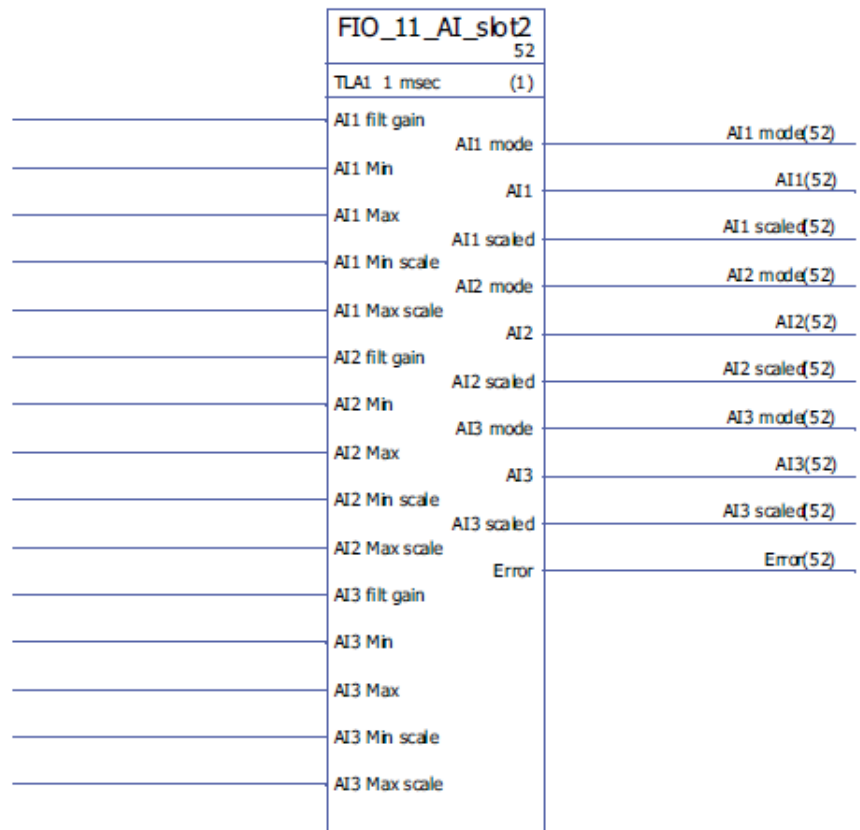 FIO_11_AI_slot2
52
TLA1 1 msec (1)
AI1 filt gain
AI1 mode AI1 mode(52)
AI1 Min
AI1 AI1(52)
AI1 Max
AI1 scaled AI1 scaled(52)
AI1 Min scale
AI2 mode AI2 mode(52)
AI1 Max scale
AI2 AI2(52)
AI2 filt gain
AI2 scaled AI2 scaled(52)
AI2 Min
AI3 mode AI3 mode(52)
AI2 Max
AI3 AI3(52)
AI2 Min scale
AI3 scaled AI3 scaled(52)
AI2 Max scale
Error Error(52)
AI3 filt gain
AI3 Min
AI3 Max
AI3 Min scale
AI3 Max scale